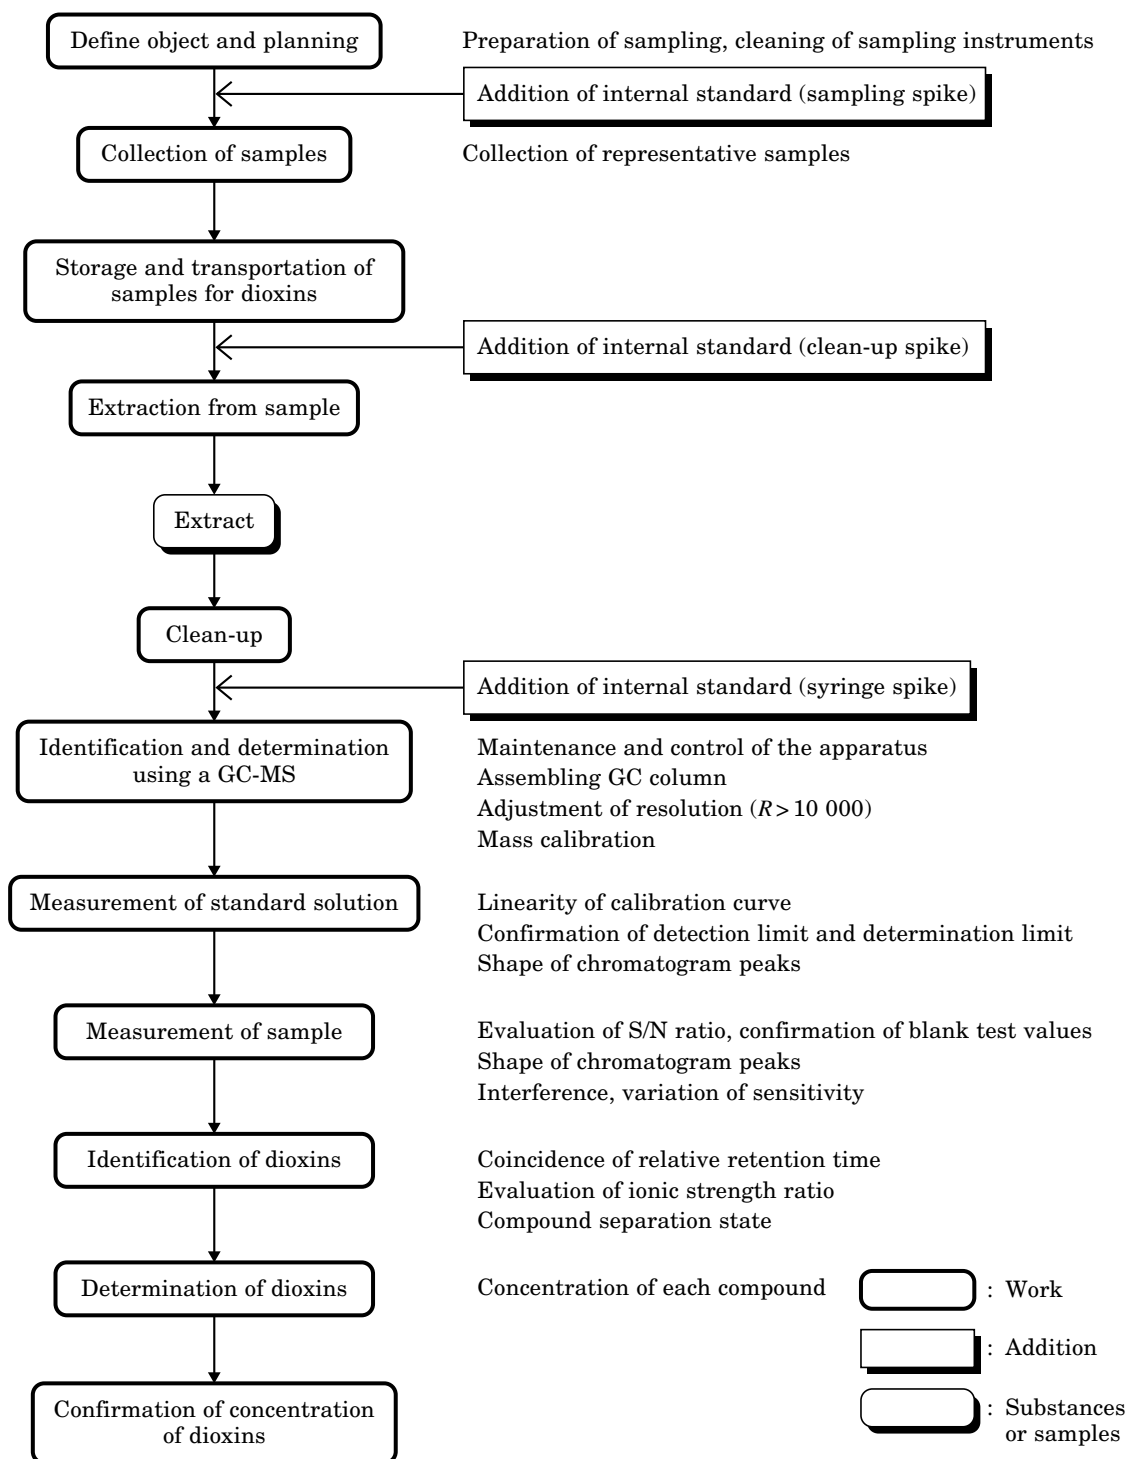 Define object and planning
Preparation of sampling, cleaning of sampling instruments
Addition of internal standard (sampling spike)
Collection of samples
Collection of representative samples
Storage and transportation of
samples for dioxins
Addition of internal standard (clean-up spike)
Extraction from sample
Extract
Clean-up
Addition of internal standard (syringe spike)
Identification and determination
using a GC-MS
Maintenance and control of the apparatus
Assembling GC column
Adjustment of resolution (R > 10 000)
Mass calibration
Measurement of standard solution
Linearity of calibration curve
Confirmation of detection limit and determination limit
Shape of chromatogram peaks
Measurement of sample
Evaluation of S/N ratio, confirmation of blank test values
Shape of chromatogram peaks
Interference, variation of sensitivity
Identification of dioxins
Coincidence of relative retention time
Evaluation of ionic strength ratio
Compound separation state
Determination of dioxins
Concentration of each compound
: Work
: Addition
Confirmation of concentration
of dioxins
: Substances
or samples